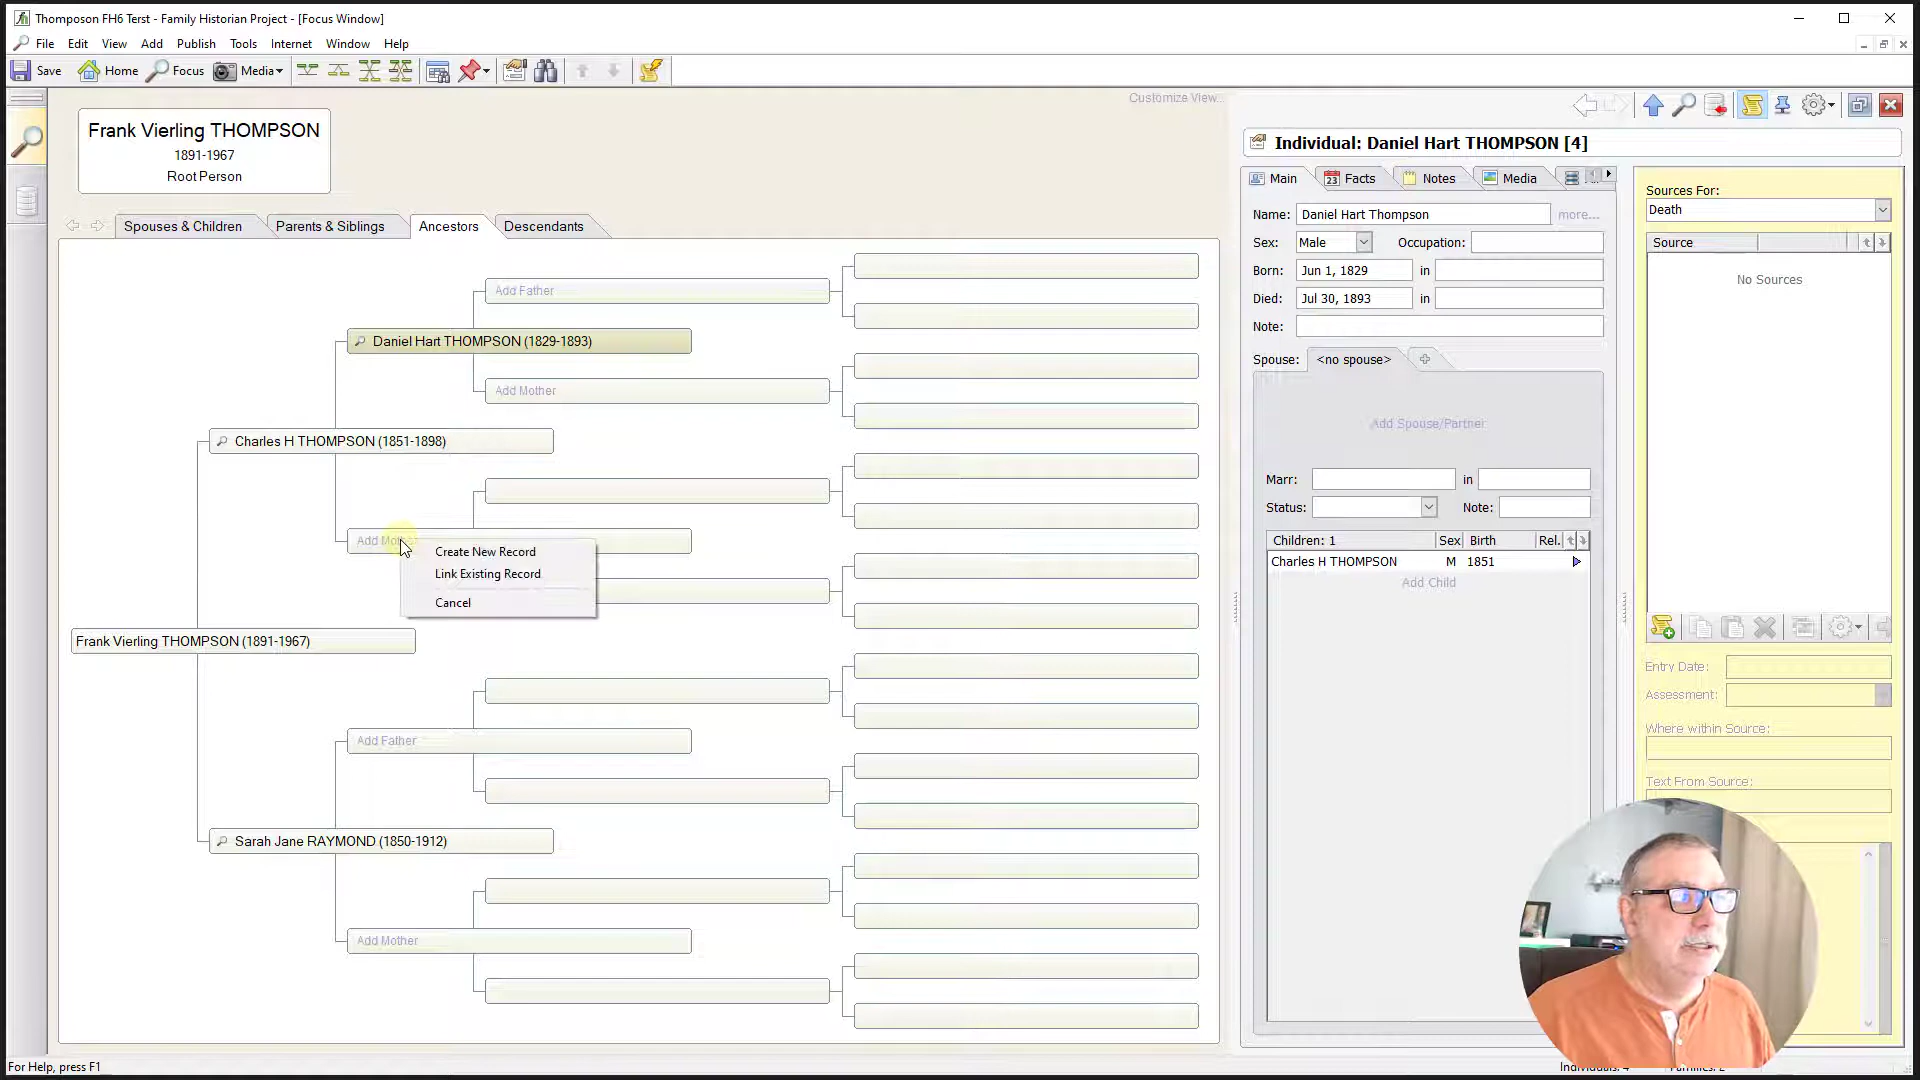 Thomposon FH6 Terst - Family Historian Project - [Focus Window]
File Edit View Add Publish Tools Internet Window Help
Save Home Focus Media
Customize View...
Frank Vierling THOMPSON
1891-1967
Root Person
Spouses & Children Parents & Siblings Ancestors Descendants
Add Father
Daniel Hart THOMPSON (1829-1893)
Add Mother
Charles H THOMPSON (1851-1898)
Add
Create New Record
Link Existing Record
Cancel
Frank Vierling THOMPSON (1891-1967)
Add Father
Sarah Jane RAYMOND (1850-1912)
Add Mother
Individual: Daniel Hart THOMPSON [4]
Main 23 Facts Notes Media
Name: Daniel Hart Thompson more...
Sex: Male Occupation:
Born: Jun 1, 1829 in
Died: Jul 30, 1893 in
Note:
Spouse: <no spouse>
Add Spouse/Partner
Marr: in
Status: Note:
Children: 1 Sex Birth Rel.
Charles H THOMPSON M 1851
Add Child
Sources For:
Death
Source
No Sources
Entry Date:
Assessment:
Where within Source:
Text From Source:
For Help, press F1